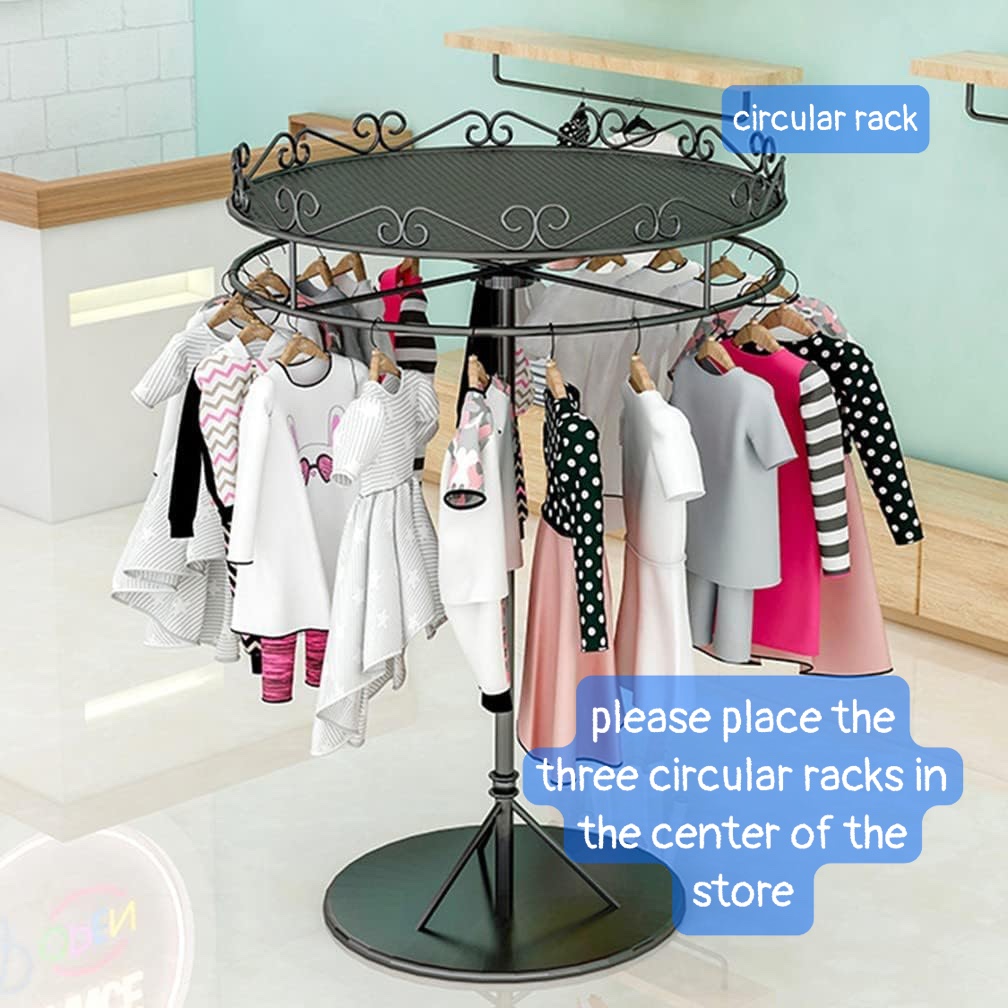 circular rack
please place the
three circular racks in
the center of the
store